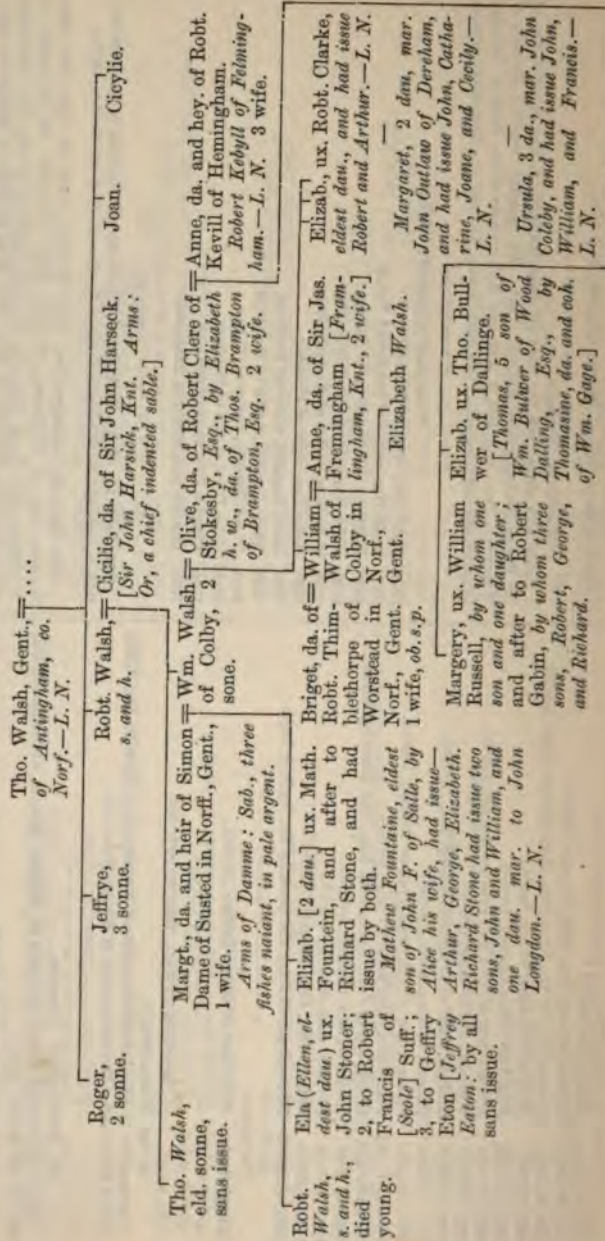 Tho. Walsh, Gent.,
of Antingham, co.
Norf.—L. N.
....
Roger,
2 sonne.
Jeffrye,
3 sonne.
Robt. Walsh,
s. and h.
Cicilie, da. of Sir John Harseck.
[Sir John Harsick, Knt. Arms:
Or, a chief indented sable.]
Joan.
Cicylie.
Tho. Walsh,
eld. sonne,
sans issue.
Margt., da. and heir of Simon
Dame of Susted in Norff., Gent.,
1 wife.
Arms of Damme: Sab., three
fishes naiant, in pale argent.
Wm. Walsh
of Colby, 2
sone.
Olive, da. of Robert Clere of
Stokesby, Esq., by Elizabeth
h. w., da. of Thos. Brampton
of Brampton, Esq. 2 wife.
Anne, da. and hey. of Robt.
Kevill of Hemingham.
Robert Kebyll of Felming-
ham.—L. N. 3 wife.
Robt.
Walsh,
s. and h.,
died
young.
Ela (Ellen, el-
dest dau.) ux.
John Stoner;
2, to Robert
Francis of
[Scole] Suff.;
3, to Geffry
Eton [Jeffrey
Eaton: by all
sans issue.
Elizab. [2 dau.] ux. Math.
Fountein, and after to
Richard Stone, and had
issue by both.
Mathew Fountaine, eldest
son of John F. of Salle, by
Alice his wife, had issue—
Arthur, George, Elizabeth.
Richard Stone had issue two
sons, John and William, and
one dau. mar. to John
Longdon.—L. N.
Briget, da. of
Robt. Thim-
blethorpe of
Worstead in
Norf., Gent.
1 wife, ob. s.p.
William
Walsh of
Colby in
Norf.,
Gent.
Anne, da. of Sir Jas.
Fremingham [Fram-
lingham, Knt., 2 wife.]
Elizabeth Walsh.
Elizab., ux. Robt. Clarke,
eldest dau., and had issue
Robert and Arthur.—L. N.
Margaret, 2 dau, mar.
John Outlaw of Dereham,
and had issue John, Catha-
rine, Joane, and Cecily.—
L. N.
Ursula, 3 da., mar. John
Coleby, and had issue John,
William, and Francis.—
L. N.
Margery, ux. William
Russell, by whom one
son and one daughter;
and after to Robert
Gabin, by whom three
sons, Robert, George,
and Richard.
Elizab, ux. Tho. Bull-
wer of Dallinge.
[Thomas, 5 son of
Wm. Bulwer of Wood
Dalling, Esq., by
Thomasine, da. and coh.
of Wm. Gage.]